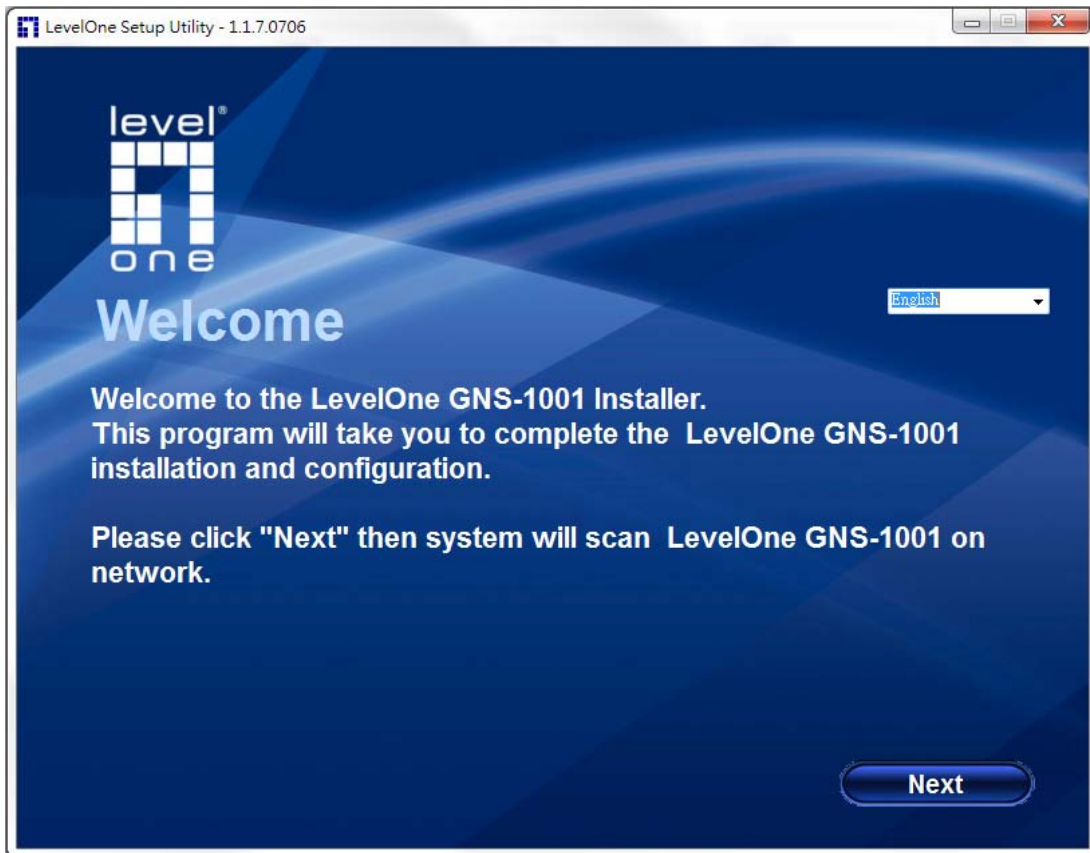 LevelOne Setup Utility - 1.1.7.0706
level®
one
Welcome
English
Welcome to the LevelOne GNS-1001 Installer.
This program will take you to complete the  LevelOne GNS-1001
installation and configuration.
Please click "Next" then system will scan  LevelOne GNS-1001 on
network.
Next